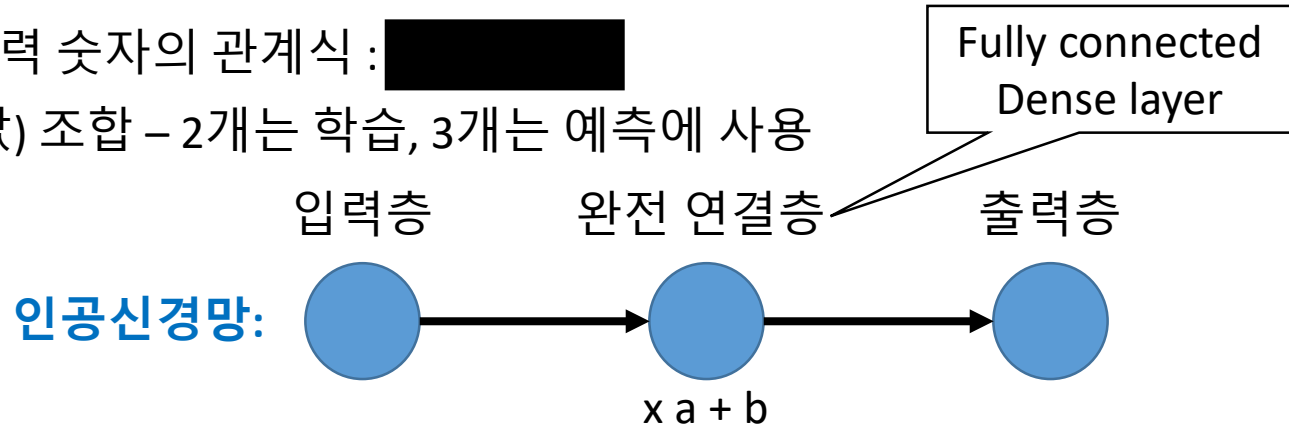 력 숫자의 관계식 :
Fully connected
Dense layer
) 조합 – 2개는 학습, 3개는 예측에 사용
입력층 완전 연결층 출력층
인공신경망:
x a + b